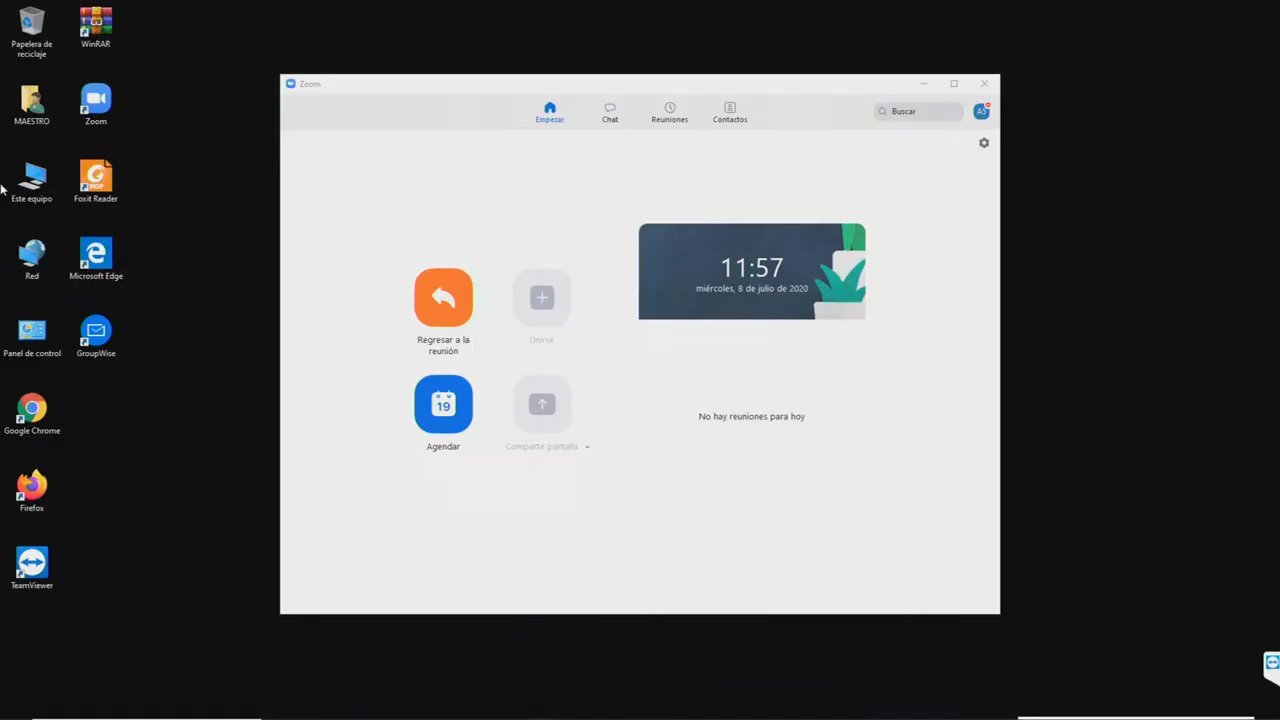 Papelera de
reciclaje
WinRAR
MAESTRO
Zoom
Este equipo
Foxit Reader
PDF
Red
Microsoft Edge
Panel de control
GroupWise
Google Chrome
Firefox
TeamViewer
Zoom
Empezar
Chat
Reuniones
Contactos
Buscar
AS
Regresar a la
reunión
Unirse
19
Agendar
Compartir pantalla
11:57
miércoles, 8 de julio de 2020
No hay reuniones para hoy